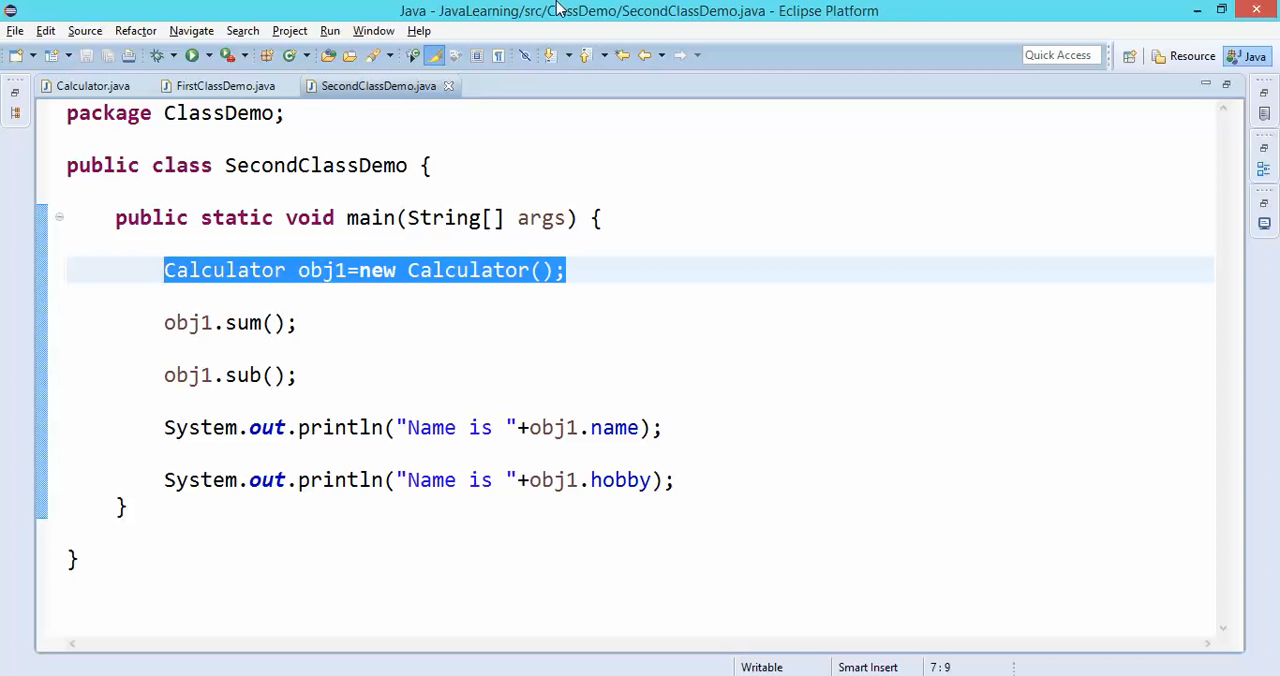 Java - JavaLearning/src/ClassDemo/SecondClassDemo.java - Eclipse Platform
File Edit Source Refactor Navigate Search Project Run Window Help
Quick Access Resource Java
Calculator.java FirstClassDemo.java SecondClassDemo.java
package ClassDemo;
public class SecondClassDemo {
public static void main(String[] args) {
Calculator obj1=new Calculator();
obj1.sum();
obj1.sub();
System.out.println("Name is "+obj1.name);
System.out.println("Name is "+obj1.hobby);
}
}
Writable Smart Insert 7:9